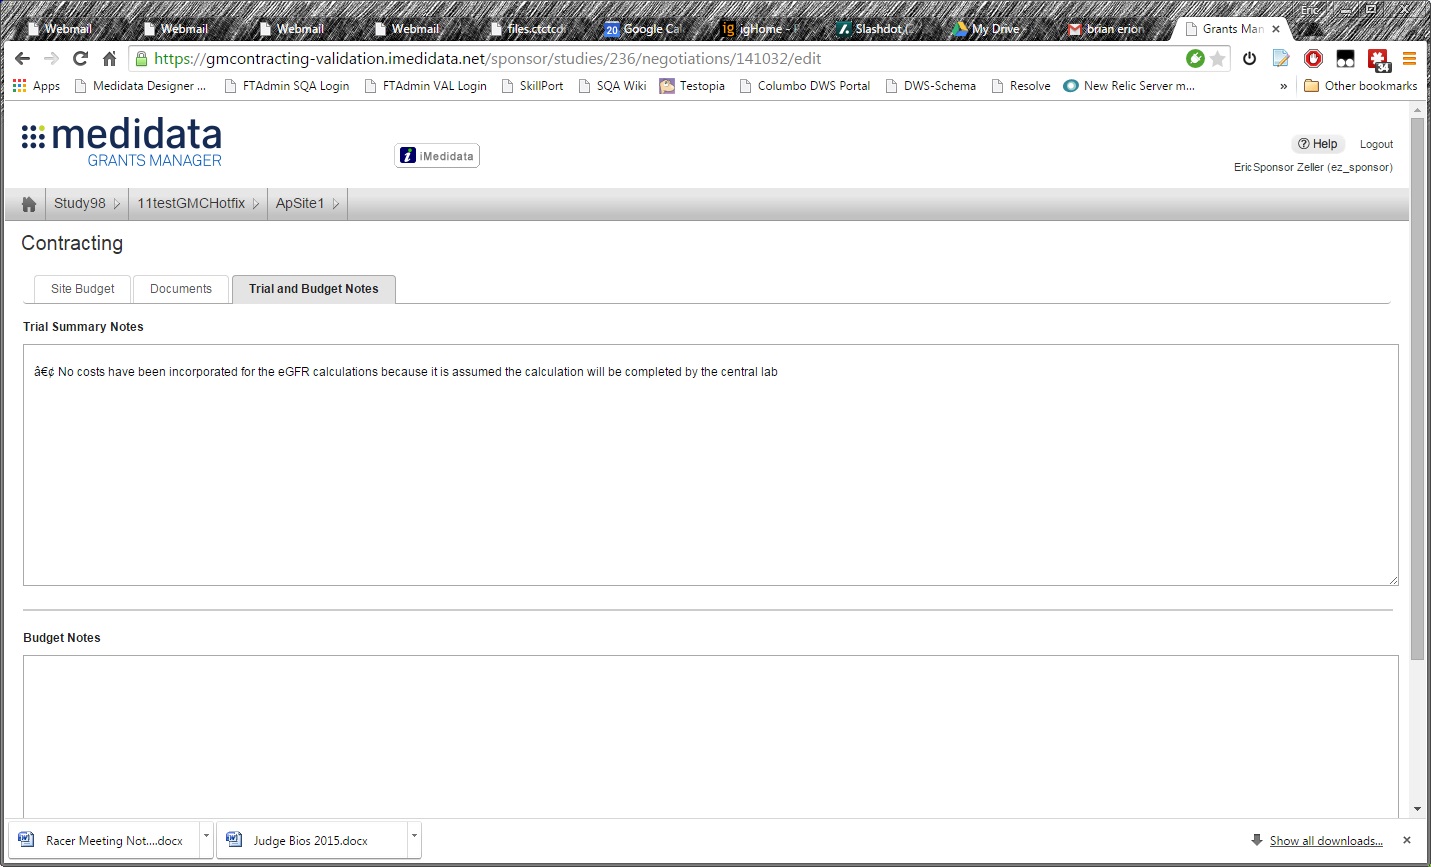 Eric
Webmail
Webmail
Webmail
Webmail
files.ctctcd
20 Google Cal
ig igHome - F
Slashdot (
My Drive -
brian erion
Grants Man
https://gmcontracting-validation.imedidata.net/sponsor/studies/236/negotiations/141032/edit
34
Apps Medidata Designer ... FTAdmin SQA Login FTAdmin VAL Login SkillPort SQA Wiki Testopia Columbo DWS Portal DWS-Schema Resolve New Relic Server m... » Other bookmarks
medidata
GRANTS MANAGER
iMedidata
Help Logout
EricSponsor Zeller (ez_sponsor)
Study98 11testGMCHotfix ApSite1
Contracting
Site Budget Documents Trial and Budget Notes
Trial Summary Notes
â€¢ No costs have been incorporated for the eGFR calculations because it is assumed the calculation will be completed by the central lab
Budget Notes
Racer Meeting Not....docx Judge Bios 2015.docx Show all downloads...